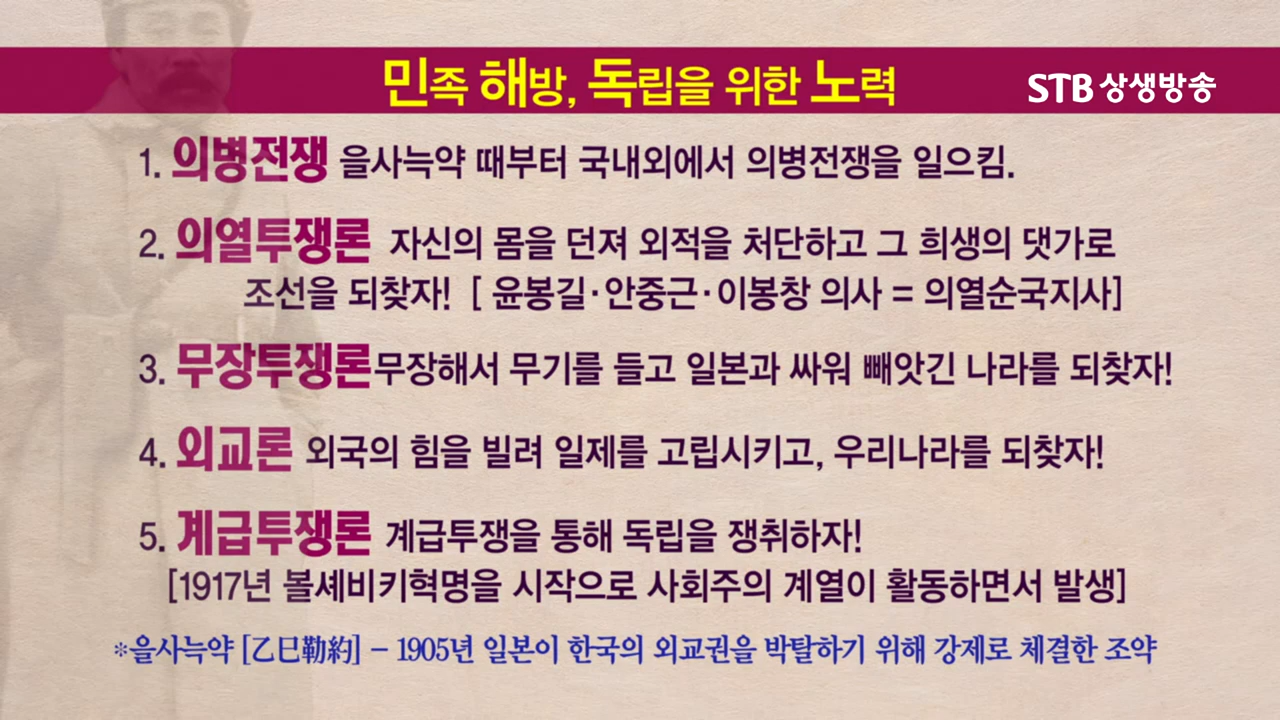 민족 해방, 독립을 위한 노력
STB 상생방송
1. 의병전쟁 을사늑약 때부터 국내외에서 의병전쟁을 일으킴.
2. 의열투쟁론 자신의 몸을 던져 외적을 처단하고 그 희생의 댓가로
조선을 되찾자! [ 윤봉길·안중근·이봉창 의사 = 의열순국지사]
3. 무장투쟁론 무장해서 무기를 들고 일본과 싸워 빼앗긴 나라를 되찾자!
4. 외교론 외국의 힘을 빌려 일제를 고립시키고, 우리나라를 되찾자!
5. 계급투쟁론 계급투쟁을 통해 독립을 쟁취하자!
[1917년 볼셰비키혁명을 시작으로 사회주의 계열이 활동하면서 발생]
*을사늑약 [乙巳勒約] – 1905년 일본이 한국의 외교권을 박탈하기 위해 강제로 체결한 조약